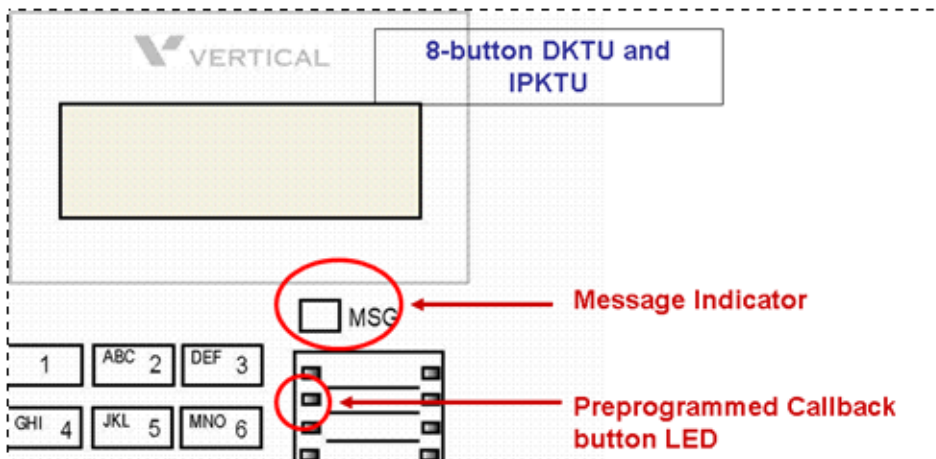 VERTICAL
8-button DKTU and
IPKTU
MSG
Message Indicator
1
ABC 2
DEF 3
GHI 4
JKL 5
MNO 6
Preprogrammed Callback
button LED